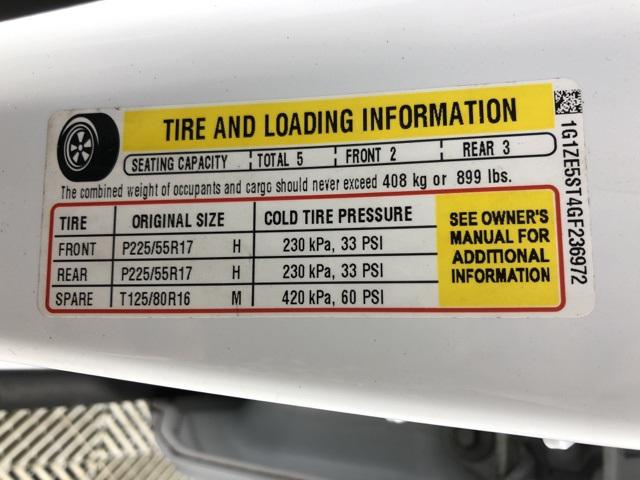 TIRE AND LOADING INFORMATION
SEATING CAPACITY TOTAL 5 FRONT 2 REAR 3
The combined weight of occupants and cargo should never exceed 408 kg or 899 lbs.
TIRE ORIGINAL SIZE COLD TIRE PRESSURE
FRONT P225/55R17 H 230 kPa, 33 PSI
REAR P225/55R17 H 230 kPa, 33 PSI
SPARE T125/80R16 M 420 kPa, 60 PSI
SEE OWNER'S
MANUAL FOR
ADDITIONAL
INFORMATION
1G17E5ST4GF236972